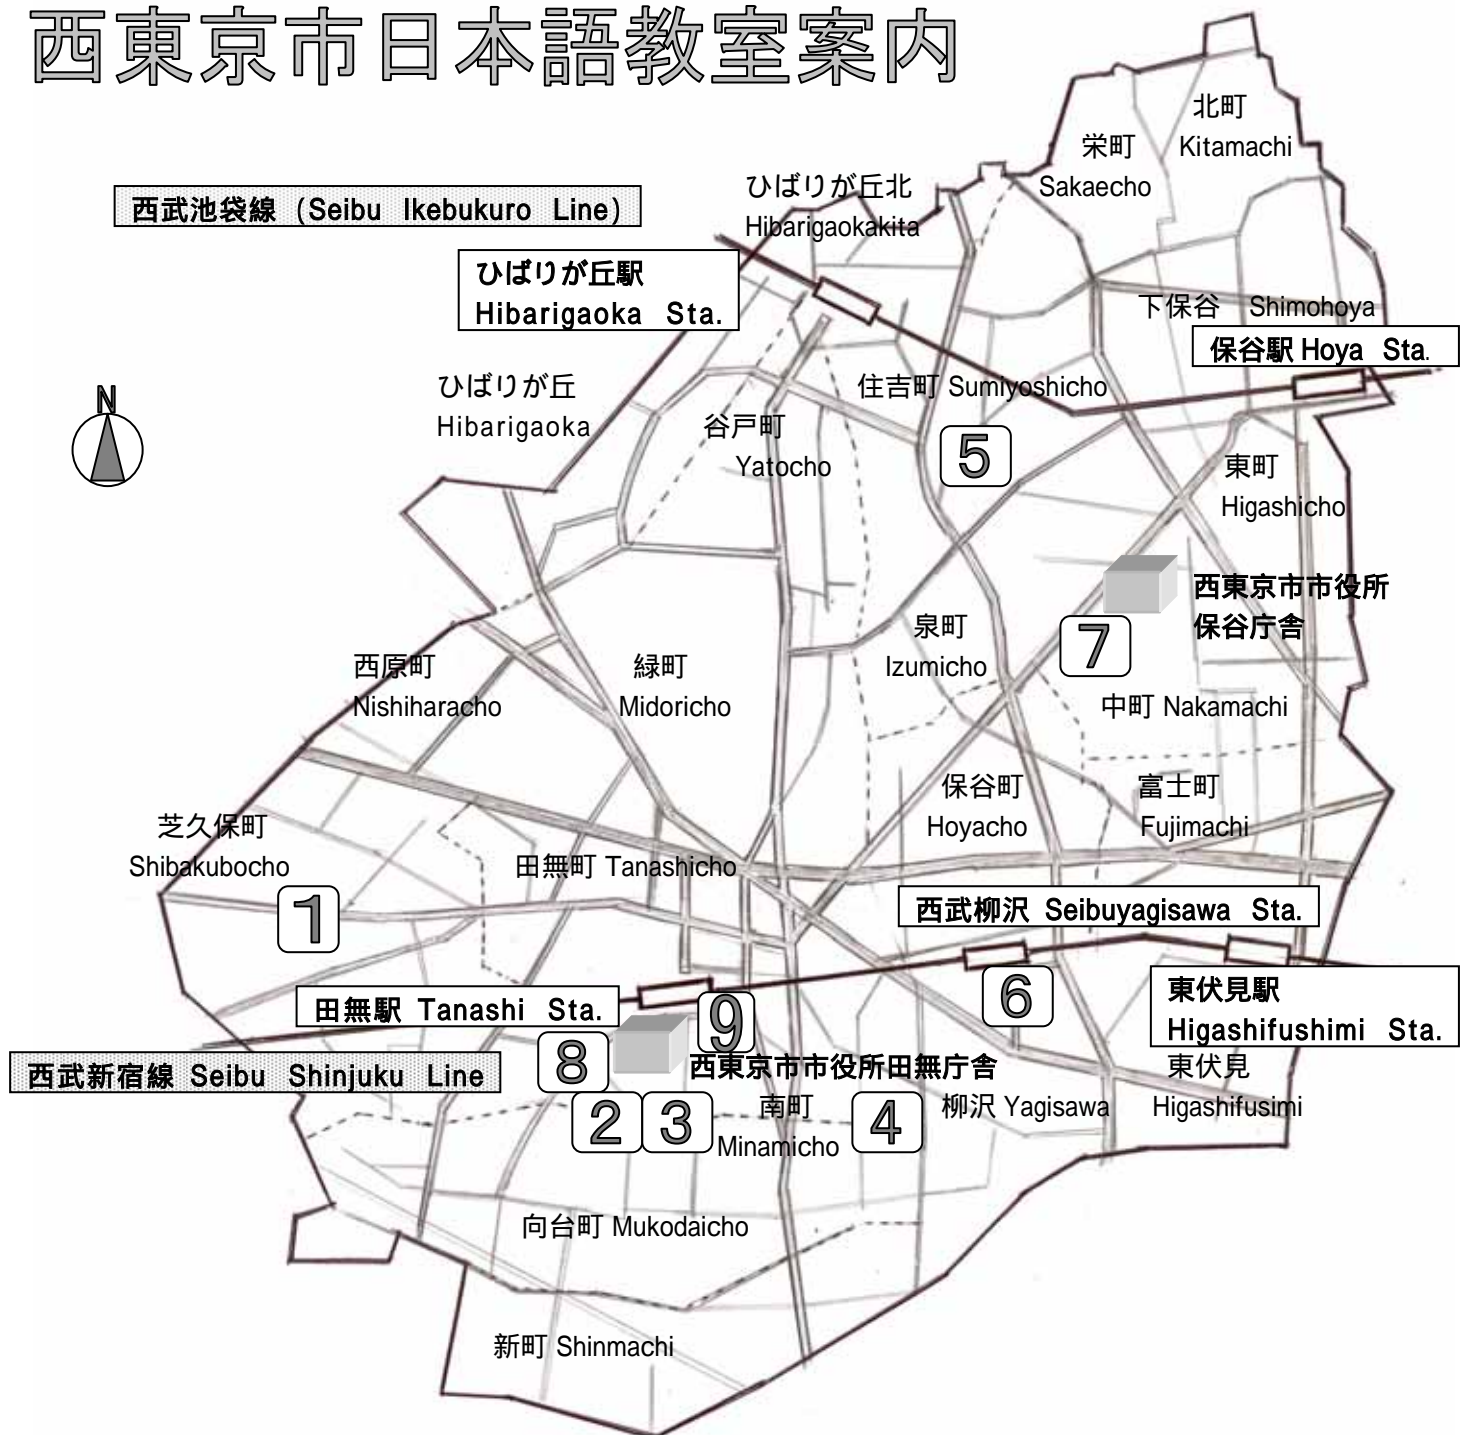 西東京市日本語教室案内
北町
Kitamachi
栄町
Sakaecho
ひばりが丘北
Hibarigaokakita
西武池袋線 (Seibu Ikebukuro Line)
ひばりが丘駅
Hibarigaoka Sta.
下保谷 Shimohoya
保谷駅 Hoya Sta.
N
ひばりが丘
Hibarigaoka
住吉町 Sumiyoshicho
谷戸町
Yatocho
5
東町
Higashicho
西東京市市役所
保谷庁舎
泉町
Izumicho
7
西原町
Nishiharacho
緑町
Midoricho
中町 Nakamachi
保谷町
Hoyacho
富士町
Fujimachi
芝久保町
Shibakubocho
田無町 Tanashicho
1
西武柳沢 Seibuyagisawa Sta.
田無駅 Tanashi Sta.
9
6
東伏見駅
Higashifushimi Sta.
西武新宿線 Seibu Shinjuku Line
8
西東京市市役所田無庁舎
東伏見
Higashifusimi
2
3
南町
Minamicho
4
柳沢 Yagisawa
向台町 Mukodaicho
新町 Shinmachi